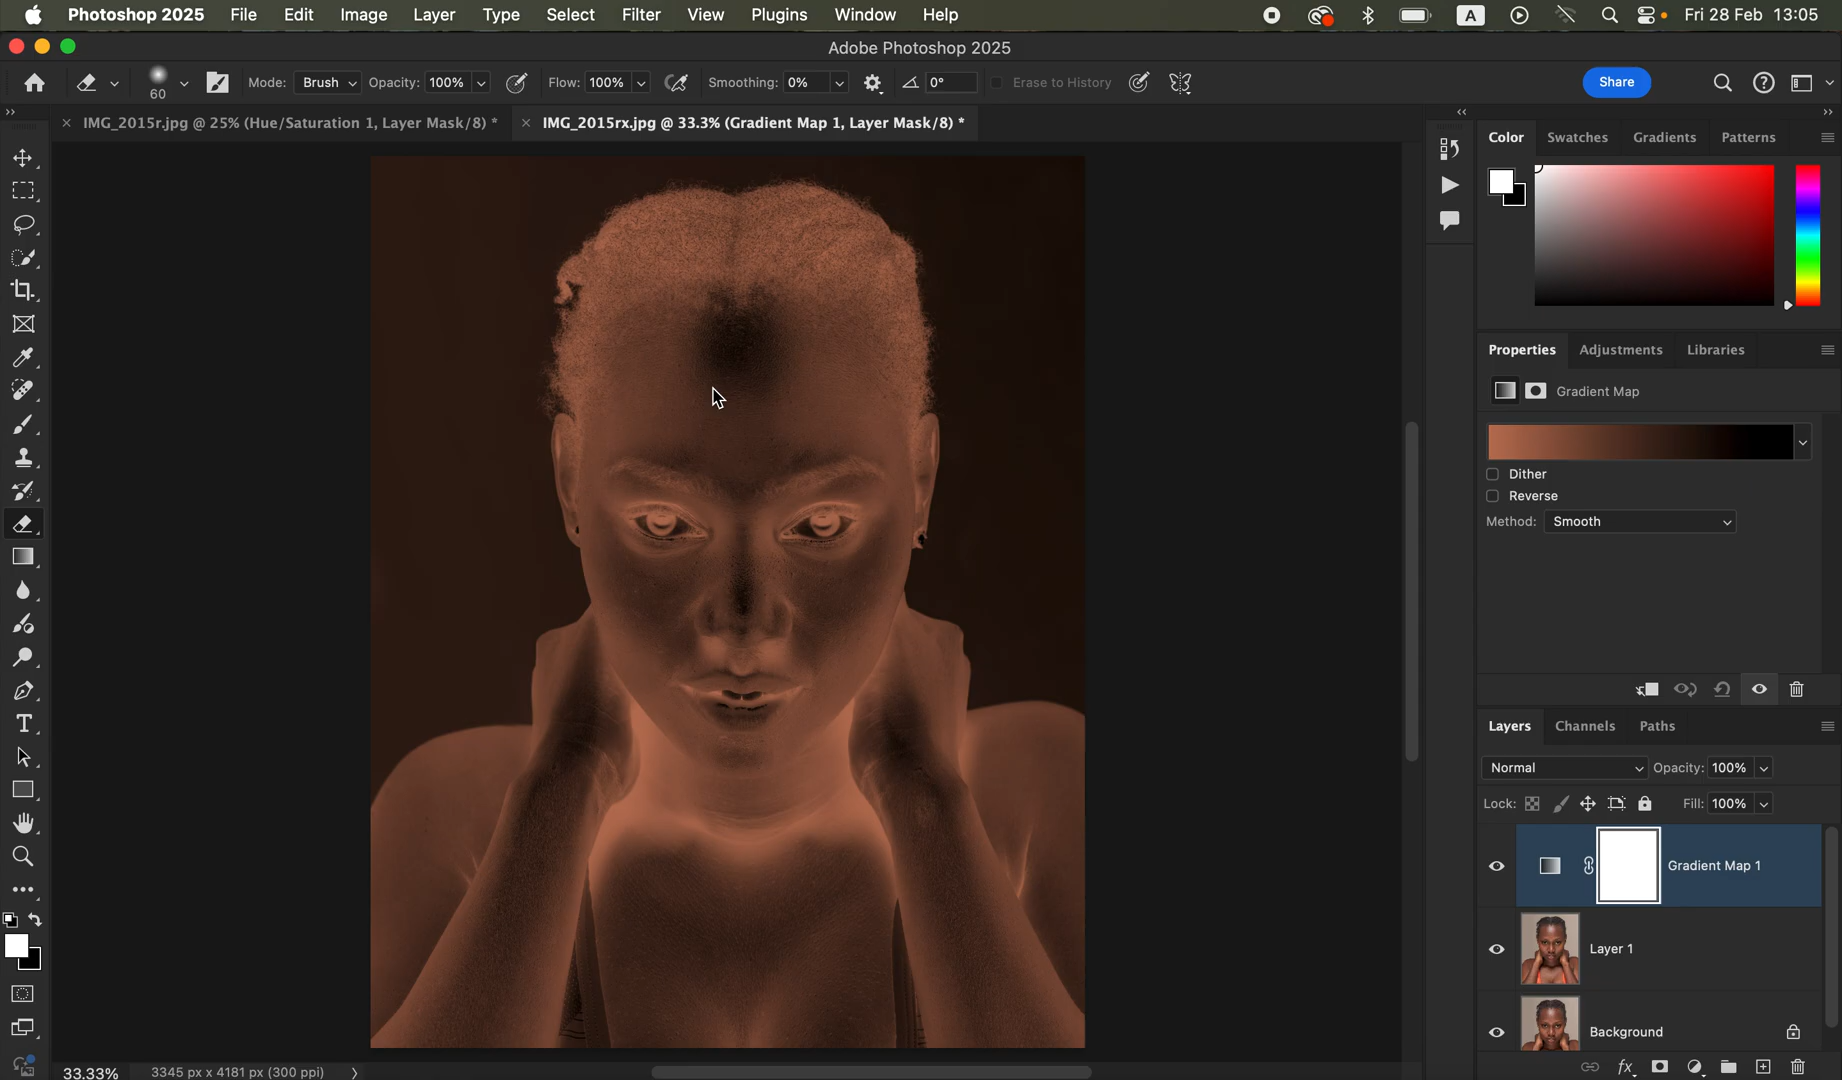 Photoshop 2025 File Edit Image Layer Type Select Filter View Plugins Window Help A Fri 28 Feb 13:05
Adobe Photoshop 2025
60 Mode: Brush Opacity: 100% Flow: 100% Smoothing: 0% 0° Erase to History Share
IMG_2015r.jpg @ 25% (Hue/Saturation 1, Layer Mask/8) * IMG_2015rx.jpg @ 33.3% (Gradient Map 1, Layer Mask/8) *
Color Swatches Gradients Patterns
Properties Adjustments Libraries
Gradient Map
Dither
Reverse
Method: Smooth
Layers Channels Paths
Normal Opacity: 100%
Lock: Fill: 100%
Gradient Map 1
Layer 1
Background
33.33% 3345 px x 4181 px (300 ppi)